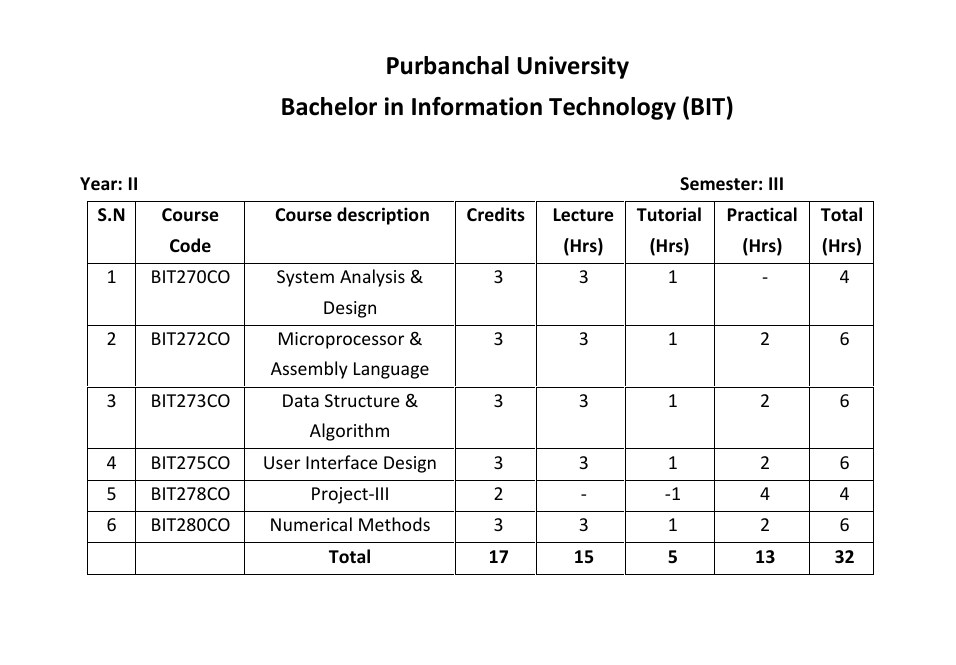 Purbanchal University
Bachelor in Information Technology (BIT)
Year: II Semester: III
S.N Course Course description Credits Lecture Tutorial Practical Total
Code (Hrs) (Hrs) (Hrs) (Hrs)
1 BIT270CO System Analysis & 3 3 1 - 4
Design
2 BIT272CO Microprocessor & 3 3 1 2 6
Assembly Language
3 BIT273CO Data Structure & 3 3 1 2 6
Algorithm
4 BIT275CO User Interface Design 3 3 1 2 6
5 BIT278CO Project-III 2 - -1 4 4
6 BIT280CO Numerical Methods 3 3 1 2 6
Total 17 15 5 13 32